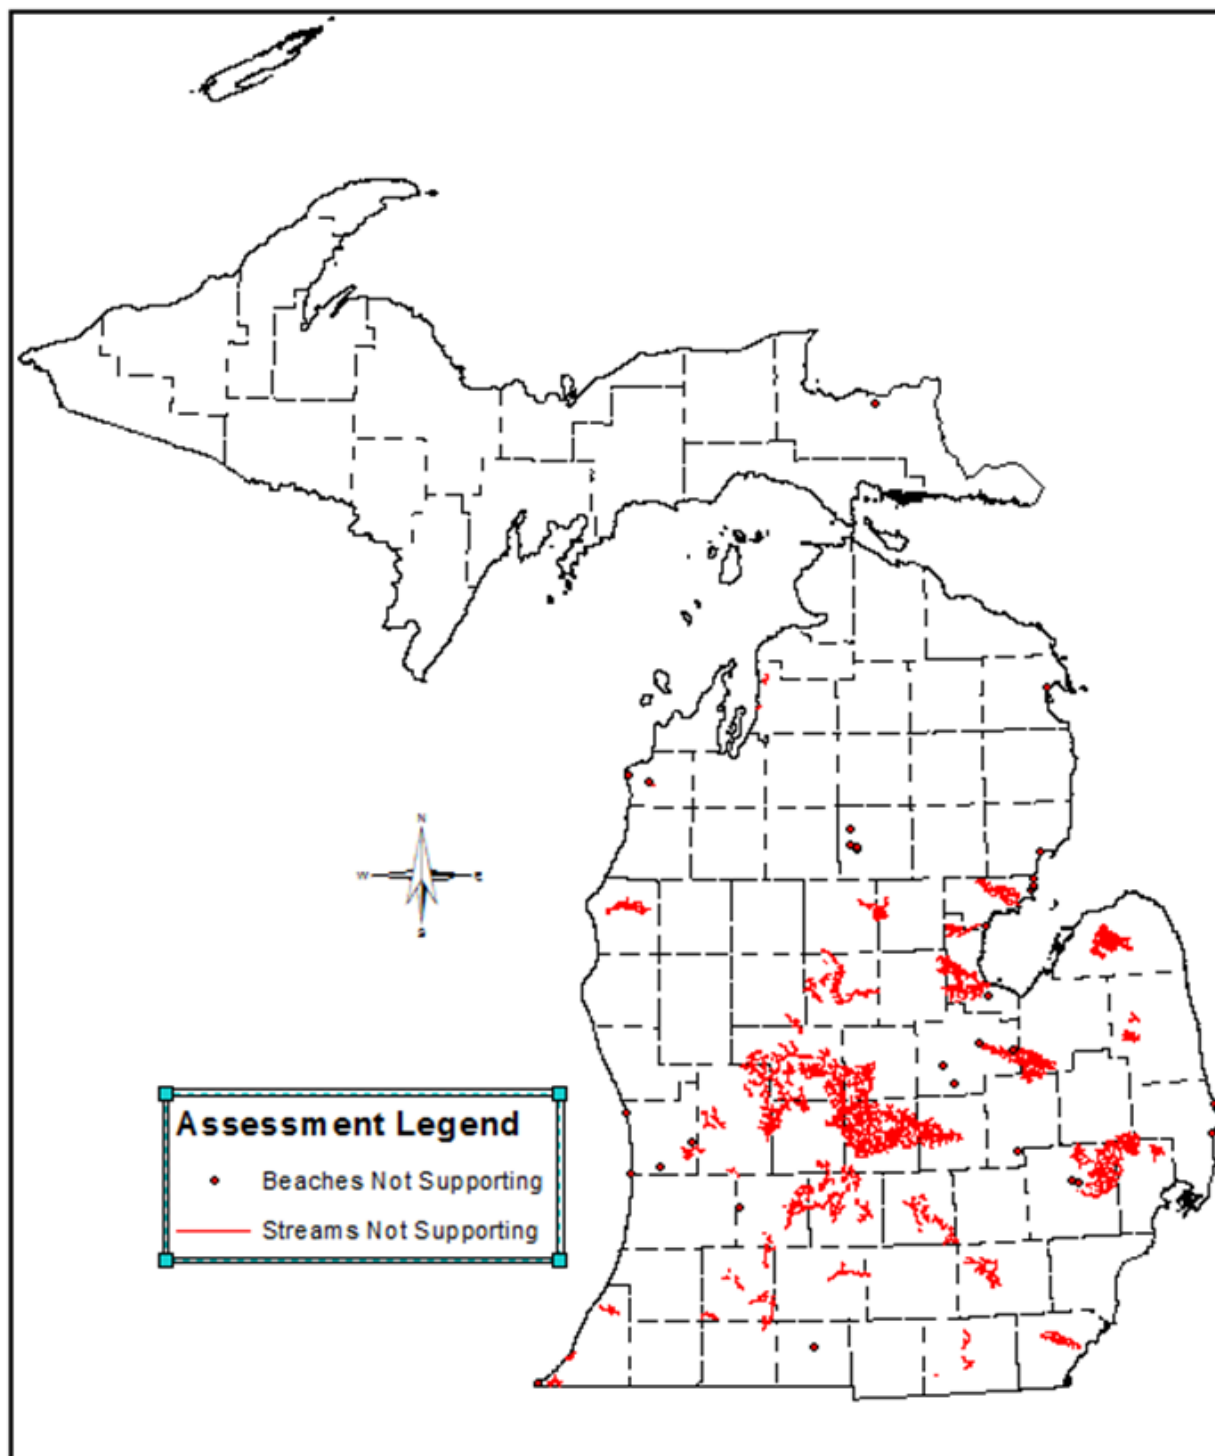 N
W
E
S
Assessment Legend
Beaches Not Supporting
Streams Not Supporting